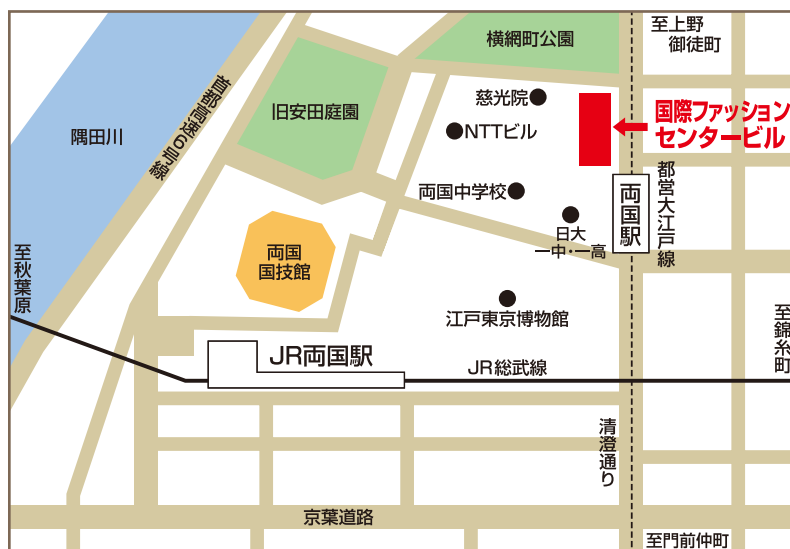 至上野
御徒町
横網町公園
慈光院
NTTビル
国際ファッション
センタービル
旧安田庭園
首都高速6号線
隅田川
両国中学校
両国駅
都営大江戸線
日大
一中・一高
両国
国技館
至秋葉原
江戸東京博物館
至錦糸町
JR両国駅
JR総武線
清澄通り
京葉道路
至門前仲町